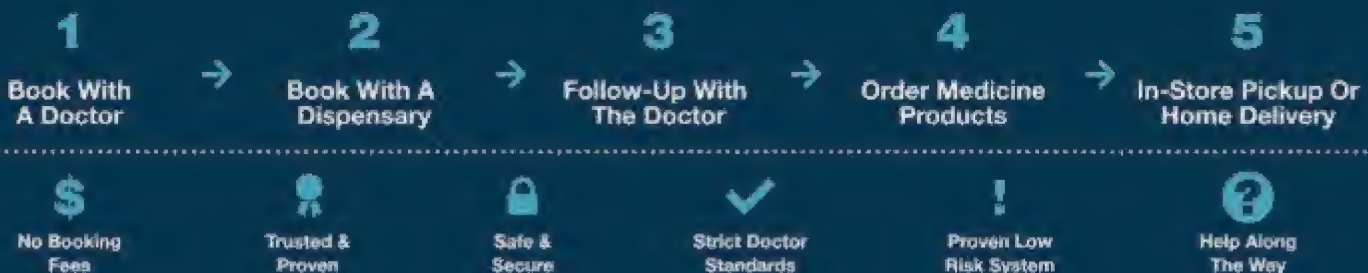 1
Book With
A Doctor
→
2
Book With A
Dispensary
→
3
Follow-Up With
The Doctor
→
4
Order Medicine
Products
→
5
In-Store Pickup Or
Home Delivery
$
No Booking
Fees
Trusted &
Proven
Safe &
Secure
Strict Doctor
Standards
!
Proven Low
Risk System
?
Help Along
The Way